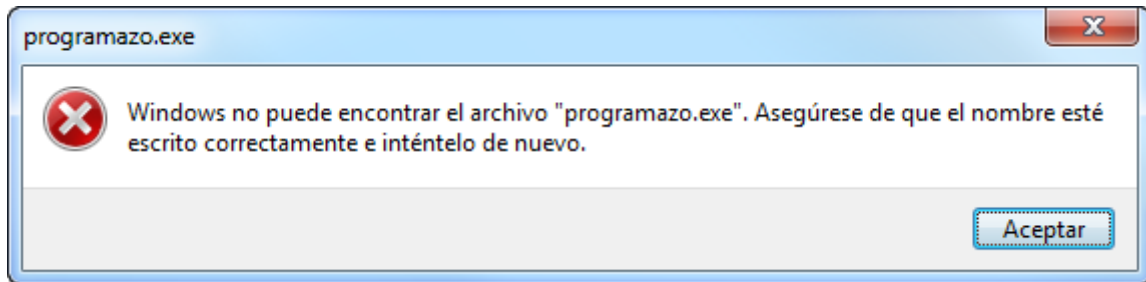 programazo.exe
Windows no puede encontrar el archivo "programazo.exe". Asegúrese de que el nombre esté
escrito correctamente e inténtelo de nuevo.
Aceptar